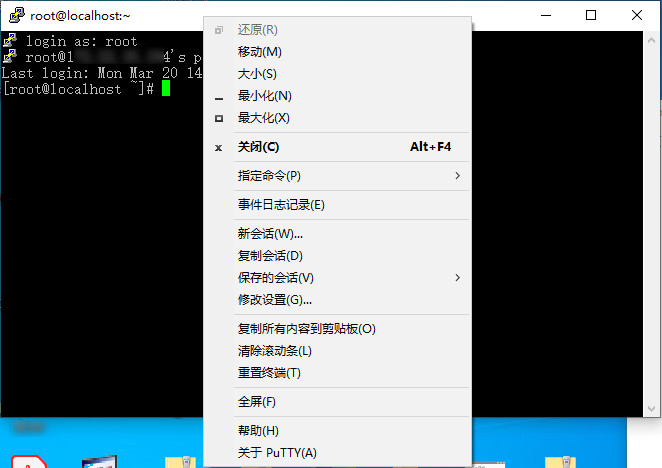 root@localhost:~
login as: root
root@1 4's p
Last login: Mon Mar 20 14
[root@localhost ~]#
还原(R)
移动(M)
大小(S)
最小化(N)
最大化(X)
关闭(C) Alt+F4
指定命令(P)
事件日志记录(E)
新会话(W)...
复制会话(D)
保存的会话(V)
修改设置(G)...
复制所有内容到剪贴板(O)
清除滚动条(L)
重置终端(T)
全屏(F)
帮助(H)
关于 PuTTY(A)